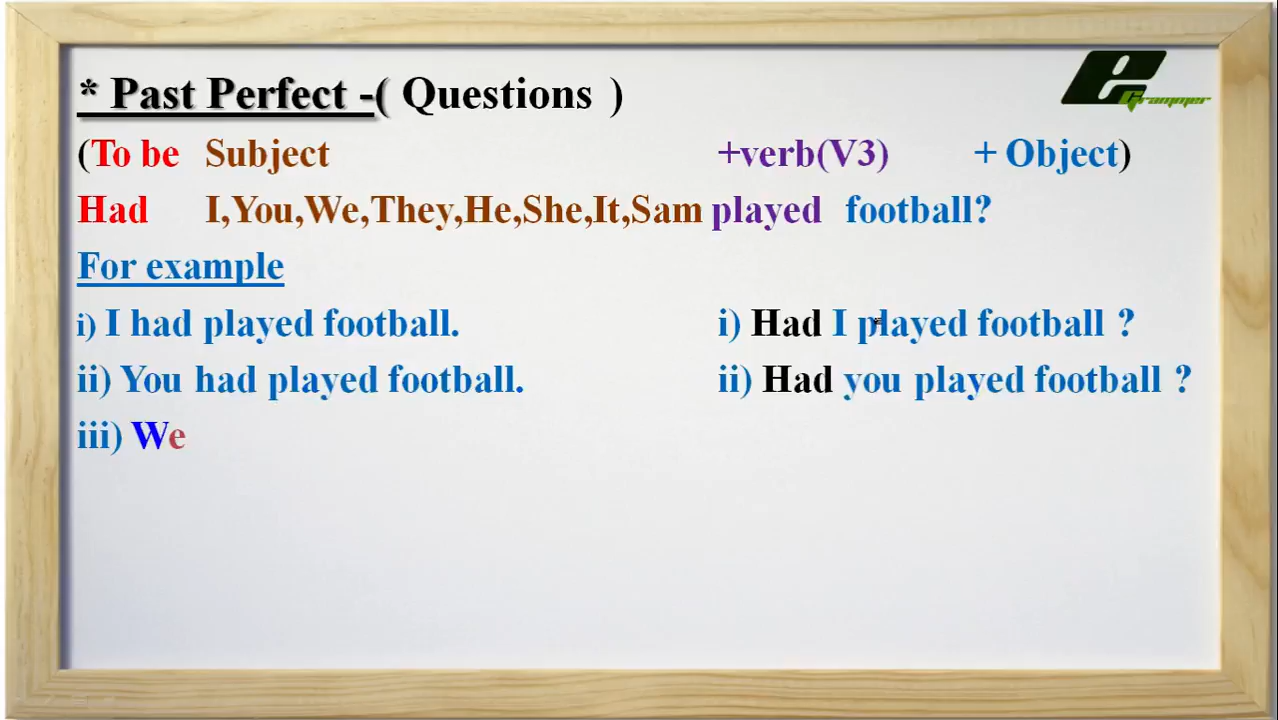 * Past Perfect -( Questions )
e Grammer
(To be Subject +verb(V3) + Object)
Had I,You,We,They,He,She,It,Sam played football?
For example
i) I had played football. i) Had I played football ?
ii) You had played football. ii) Had you played football ?
iii) We